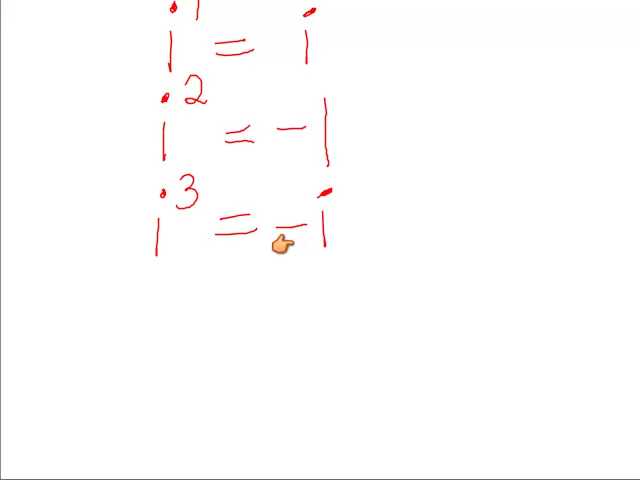 i¹ = i
i² = -1
i³ = -i